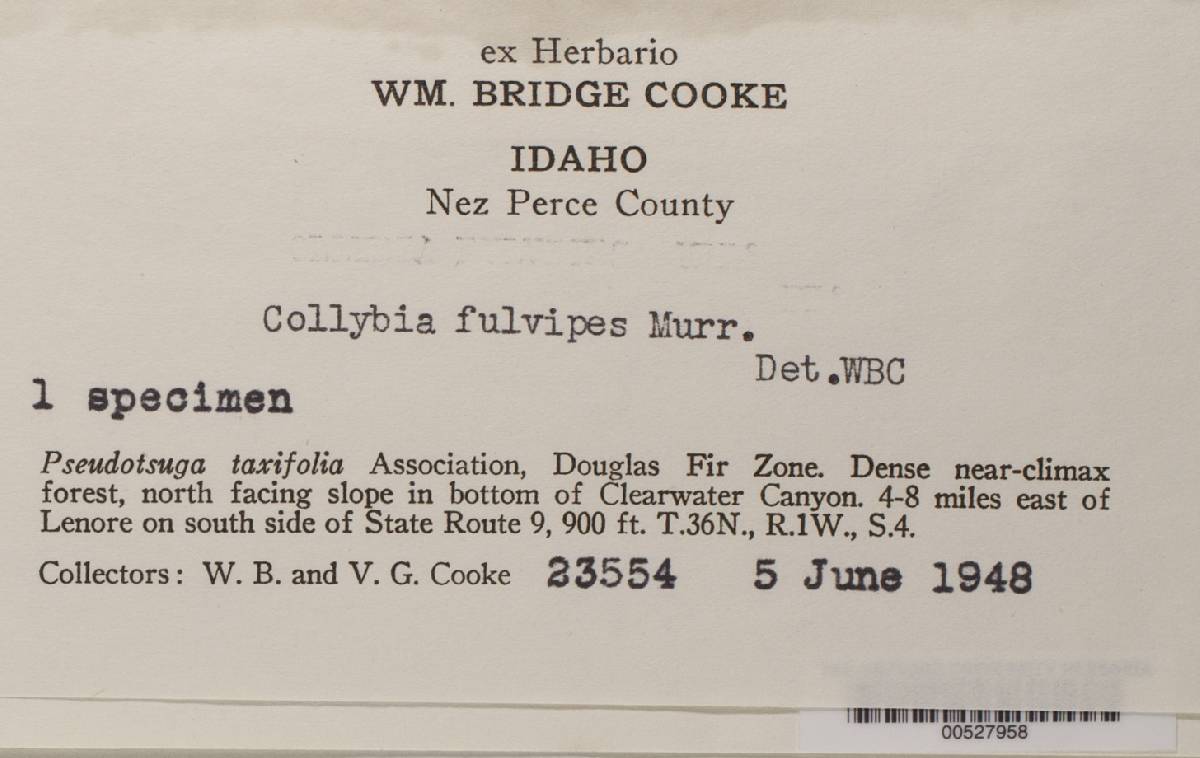 ex Herbario
WM. BRIDGE COOKE
IDAHO
Nez Perce County
Collybia fulvipes Murr.
Det.WBC
1 specimen
Pseudotsuga taxifolia Association, Douglas Fir Zone. Dense near-climax
forest, north facing slope in bottom of Clearwater Canyon. 4-8 miles east of
Lenore on south side of State Route 9, 900 ft. T.36N., R.1W., S.4.
Collectors: W. B. and V. G. Cooke 23554 5 June 1948
00527958